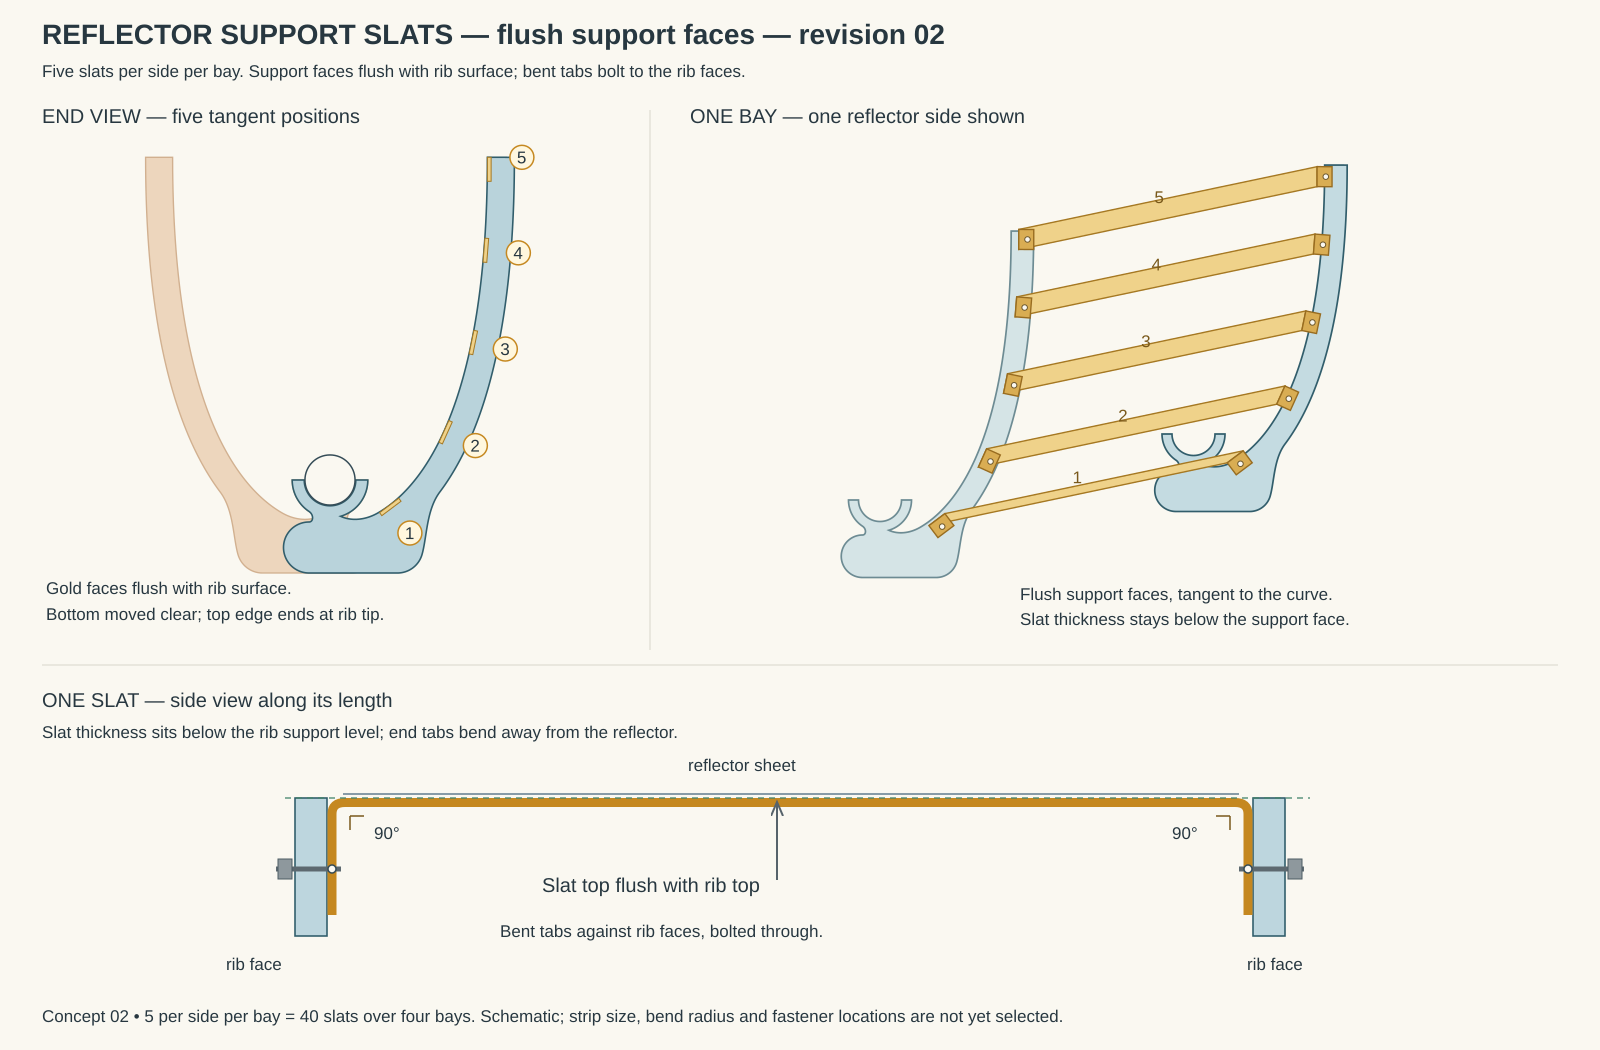 REFLECTOR SUPPORT SLATS — flush support faces — revision 02
Five slats per side per bay. Support faces flush with rib surface; bent tabs bolt to the rib faces.
END VIEW — five tangent positions
5
4
3
2
1
Gold faces flush with rib surface.
Bottom moved clear; top edge ends at rib tip.
ONE BAY — one reflector side shown
5
4
3
2
1
Flush support faces, tangent to the curve.
Slat thickness stays below the support face.
ONE SLAT — side view along its length
Slat thickness sits below the rib support level; end tabs bend away from the reflector.
reflector sheet
90°
90°
Slat top flush with rib top
Bent tabs against rib faces, bolted through.
rib face
rib face
Concept 02 • 5 per side per bay = 40 slats over four bays. Schematic; strip size, bend radius and fastener locations are not yet selected.